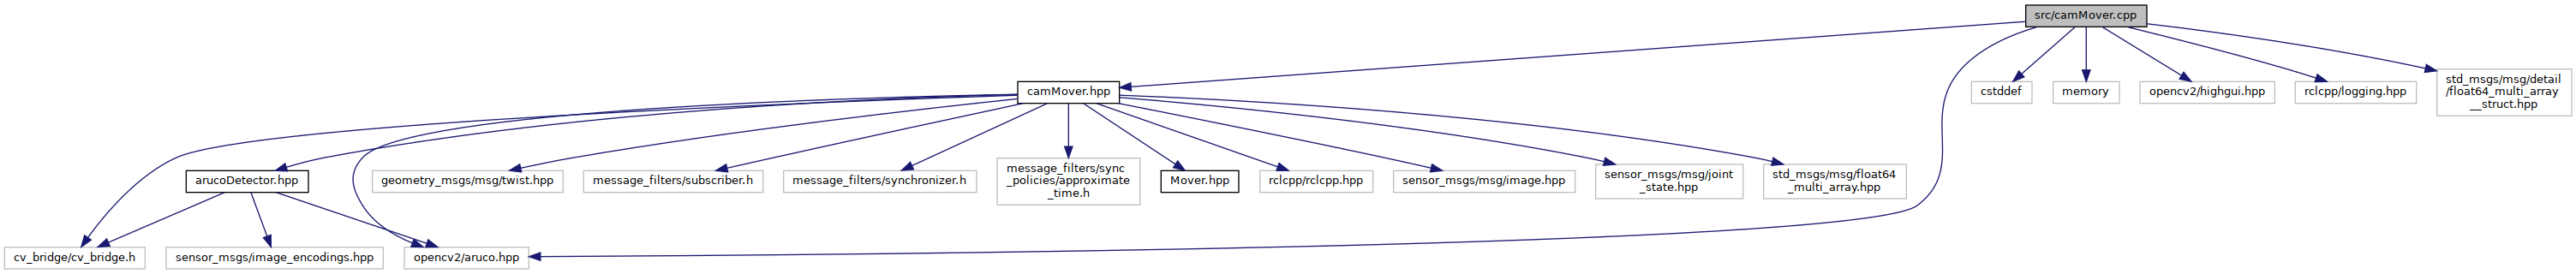 src/camMover.cpp
camMover.hpp
cstddef
memory
opencv2/highgui.hpp
rclcpp/logging.hpp
std_msgs/msg/detail
/float64_multi_array
__struct.hpp
arucoDetector.hpp
geometry_msgs/msg/twist.hpp
message_filters/subscriber.h
message_filters/synchronizer.h
message_filters/sync
_policies/approximate
_time.h
Mover.hpp
rclcpp/rclcpp.hpp
sensor_msgs/msg/image.hpp
sensor_msgs/msg/joint
_state.hpp
std_msgs/msg/float64
_multi_array.hpp
cv_bridge/cv_bridge.h
sensor_msgs/image_encodings.hpp
opencv2/aruco.hpp